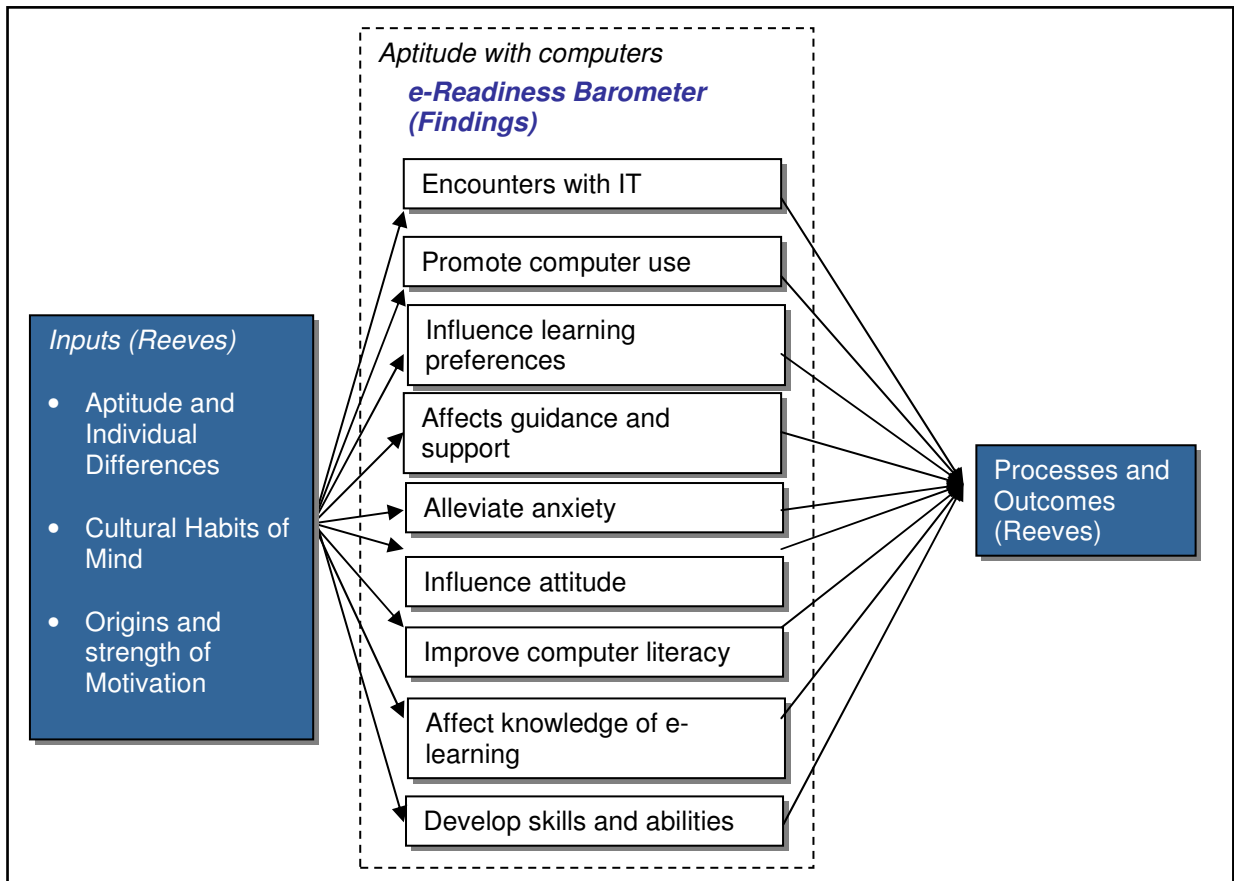 Aptitude with computers
e-Readiness Barometer
(Findings)
Encounters with IT
Promote computer use
Influence learning
preferences
Affects guidance and
support
Alleviate anxiety
Influence attitude
Improve computer literacy
Affect knowledge of e-
learning
Develop skills and abilities
Inputs (Reeves)
• Aptitude and
Individual
Differences
• Cultural Habits of
Mind
• Origins and
strength of
Motivation
Processes and
Outcomes
(Reeves)